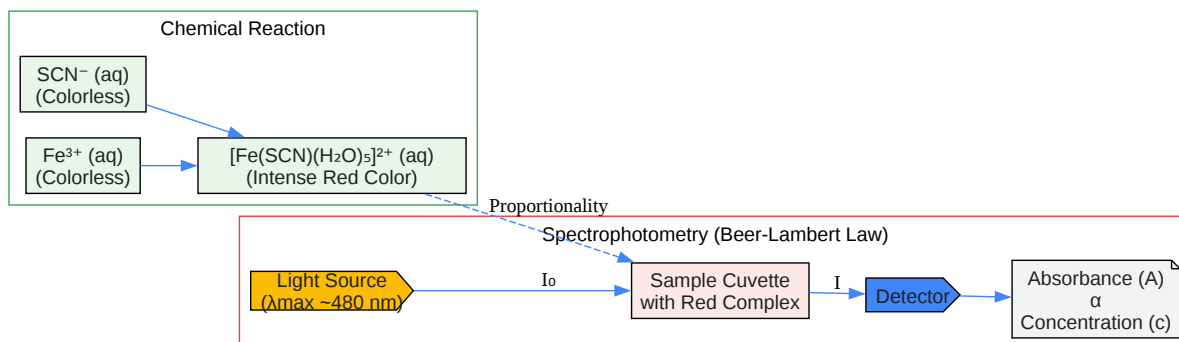 Chemical Reaction
SCN⁻ (aq)
(Colorless)
Fe³⁺ (aq)
(Colorless)
[Fe(SCN)(H₂O)₅]²⁺ (aq)
(Intense Red Color)
Proportionality
Spectrophotometry (Beer-Lambert Law)
Light Source
(λmax ~480 nm)
I₀
Sample Cuvette
with Red Complex
I
Detector
Absorbance (A)
α
Concentration (c)